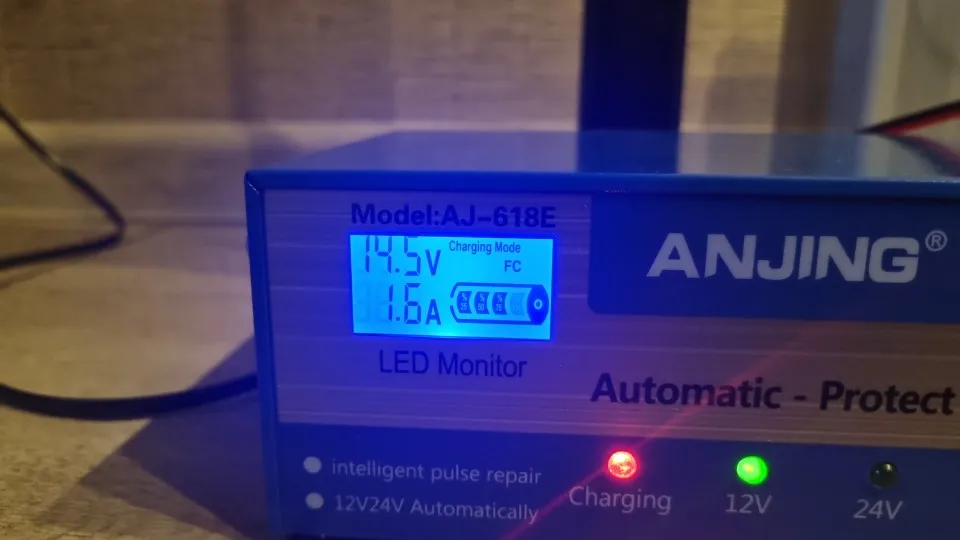 Model:AJ-618E
14.5V
Charging Mode
FC
1.6A
LED Monitor
ANJING®
Automatic - Protect
intelligent pulse repair
12V24V Automatically
Charging
12V
24V